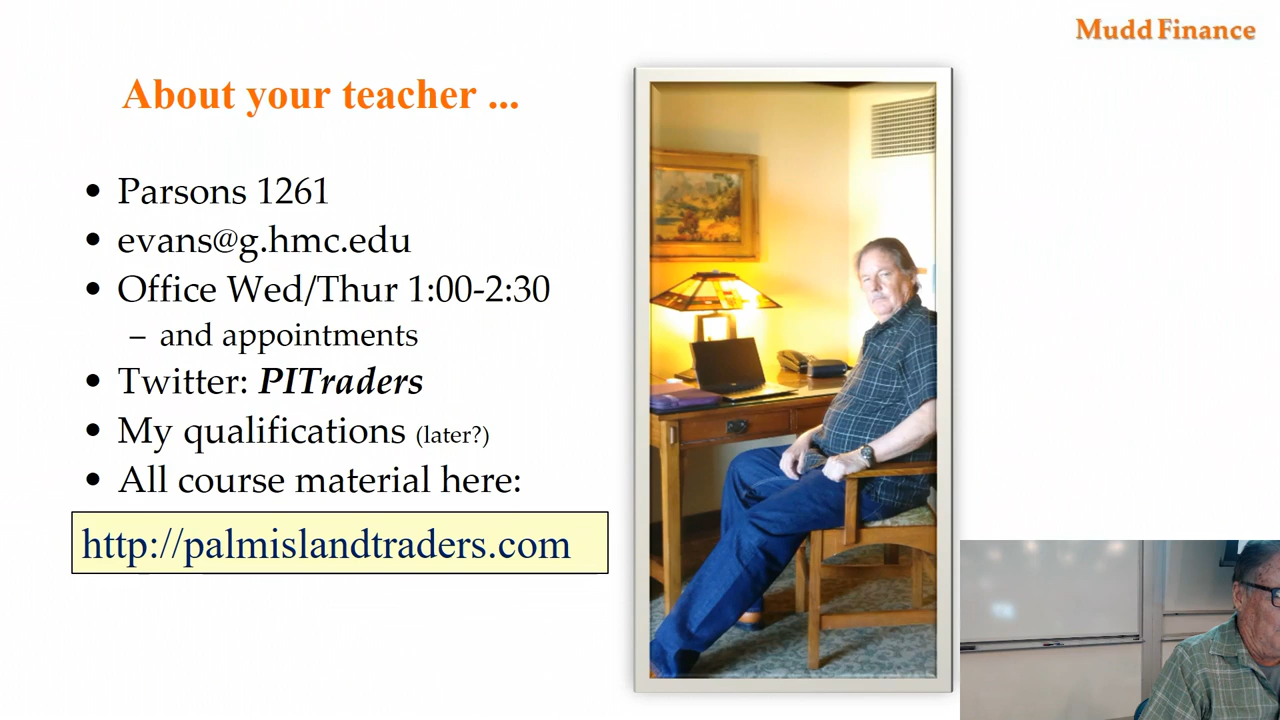 Mudd Finance
About your teacher ...
• Parsons 1261
• evans@g.hmc.edu
• Office Wed/Thur 1:00-2:30
– and appointments
• Twitter: PITraders
• My qualifications (later?)
• All course material here:
http://palmislandtraders.com